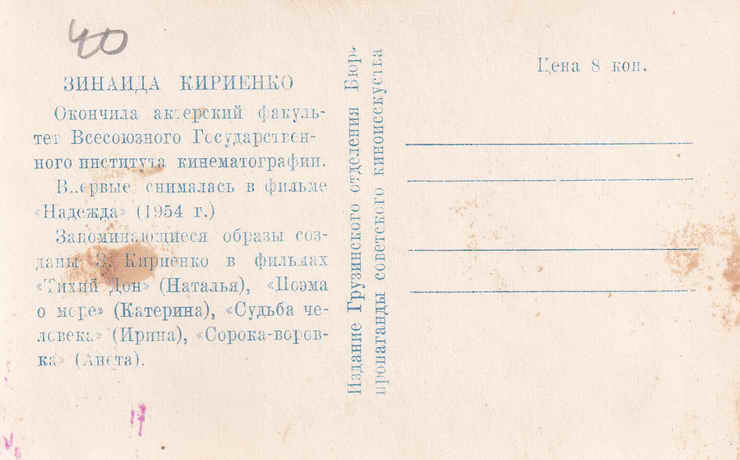 40
ЗИНАИДА КИРИЕНКО
Окончила актерский факуль-
тет Всесоюзного Государствен-
ного института кинематографии.
Впервые снималась в фильме
«Надежда» (1954 г.)
Запоминающиеся образы соз-
даны З. Кириенко в фильмах
«Тихий Дон» (Наталья), «Поэма
о море» (Катерина), «Судьба че-
ловека» (Ирина), «Сорока-воров-
ка» (Анета).
17
Издание Грузинского отделения Бюро
пропаганды советского киноискусства
Цена 8 коп.